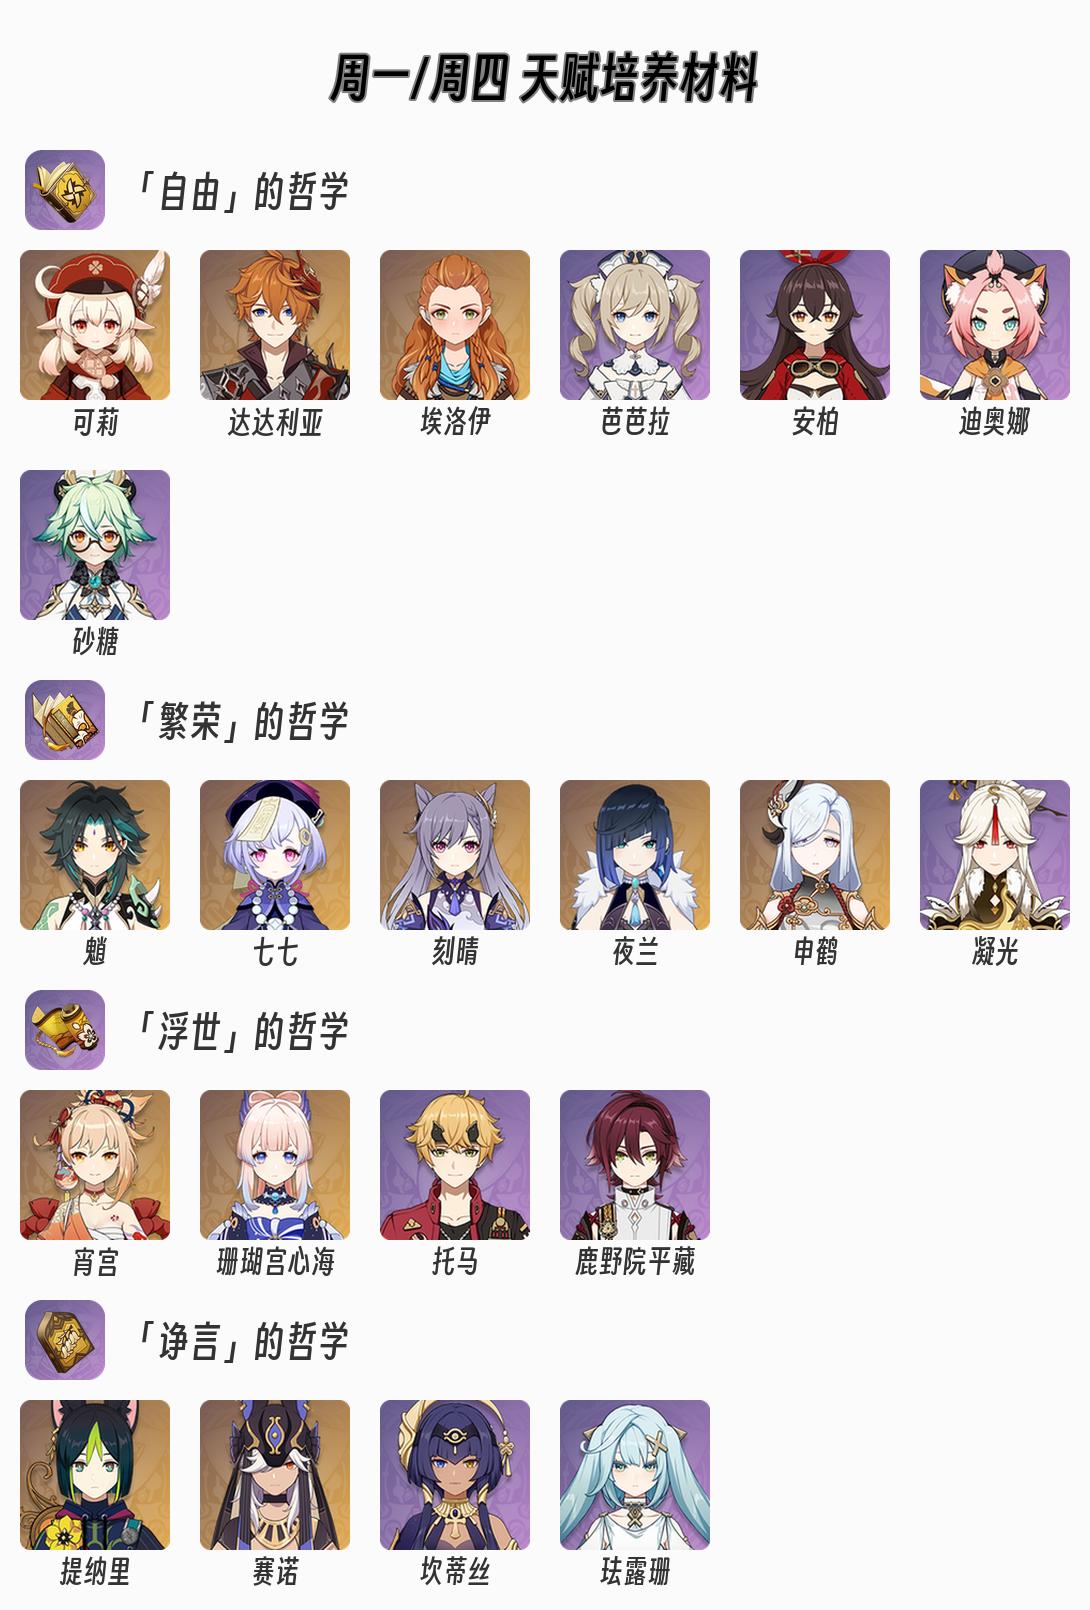 周一/周四 天赋培养材料
「自由」的哲学
可莉 达达利亚 埃洛伊 芭芭拉 安柏 迪奥娜
砂糖
「繁荣」的哲学
魈 七七 刻晴 夜兰 申鹤 凝光
「浮世」的哲学
宵宫 珊瑚宫心海 托马 鹿野院平藏
「诤言」的哲学
提纳里 赛诺 坎蒂丝 珐露珊